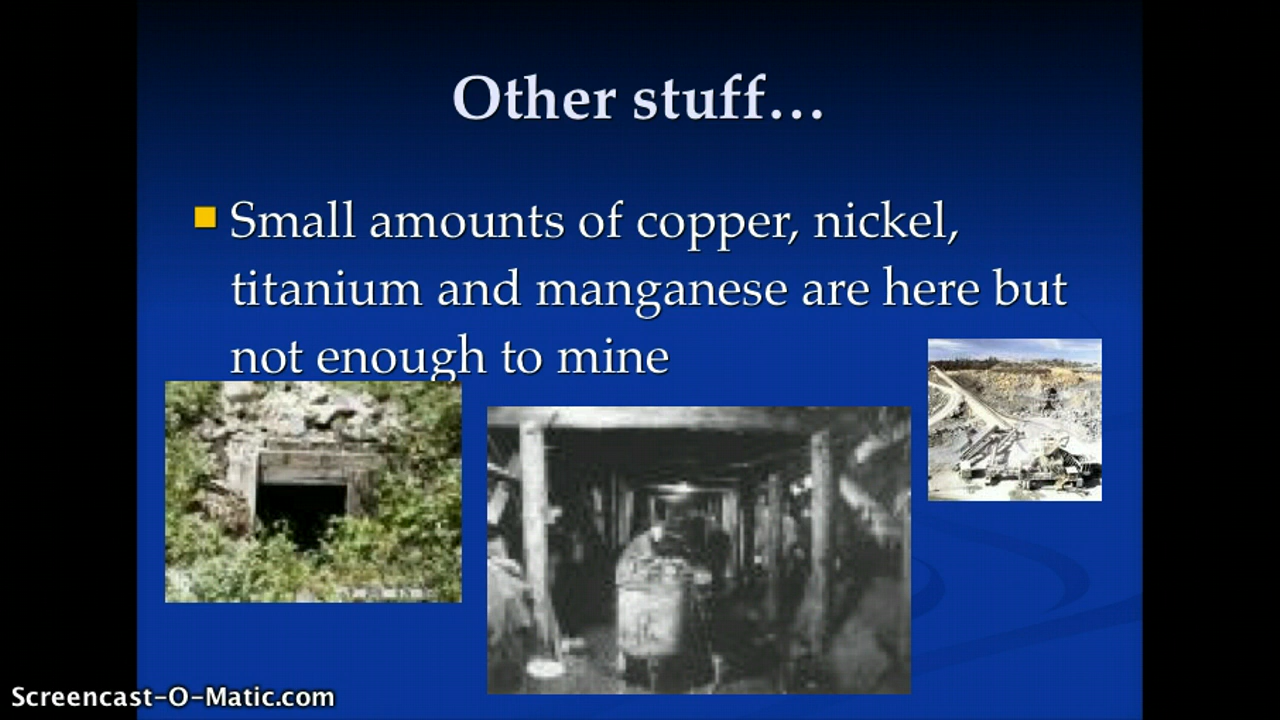 Other stuff…
Small amounts of copper, nickel,
titanium and manganese are here but
not enough to mine
Screencast-O-Matic.com